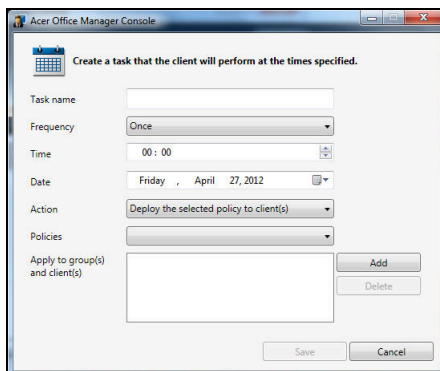 Acer Office Manager Console
Create a task that the client will perform at the times specified.
Task name
Frequency
Once
Time
00 : 00
Date
Friday , April 27, 2012
Action
Deploy the selected policy to client(s)
Policies
Apply to group(s)
and client(s)
Add
Delete
Save
Cancel